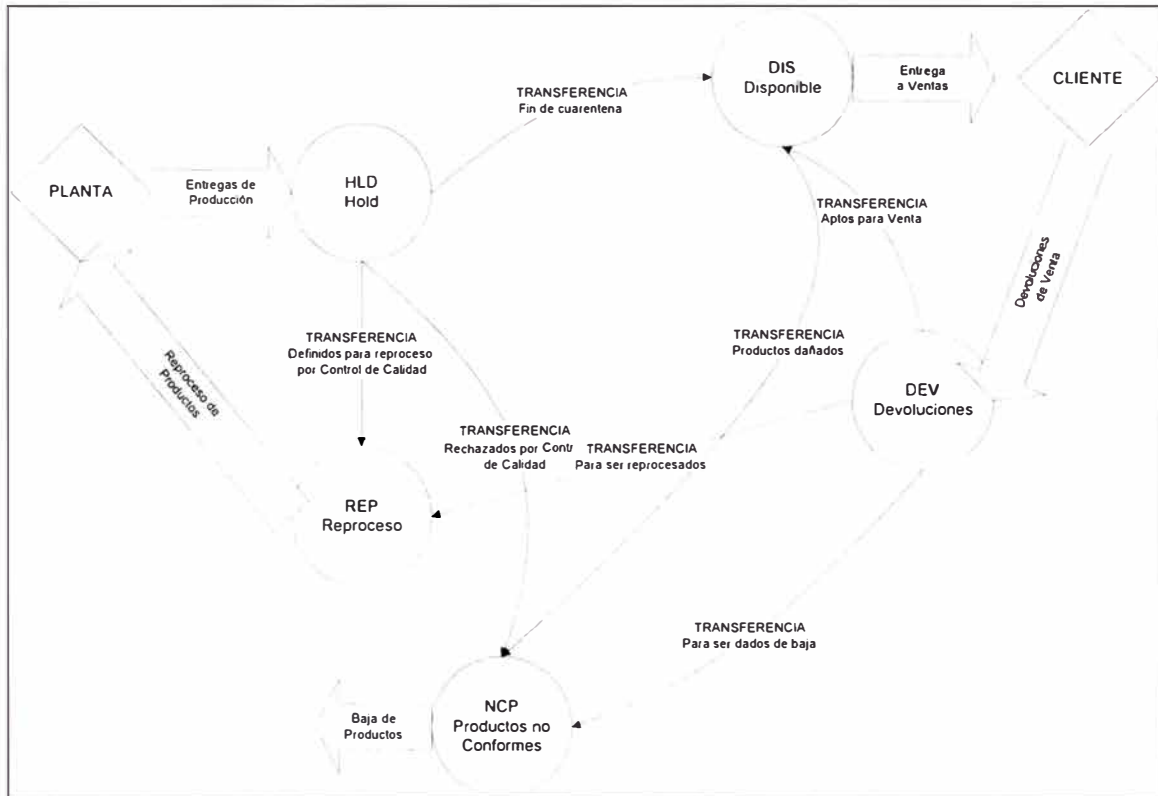 DIS
Disponible
Entrega
a Ventas
CLIENTE
TRANSFERENCIA
Fin de cuarentena
PLANTA
Entregas de
Producción
HLD
Hold
TRANSFERENCIA
Aptos para Venta
Devoluciones
de Venta
TRANSFERENCIA
Definidos para reproceso
por Control de Calidad
TRANSFERENCIA
Productos dañados
Reproceso de
Productos
DEV
Devoluciones
TRANSFERENCIA
Rechazados por Contr
de Calidad
TRANSFERENCIA
Para ser reprocesados
REP
Reproceso
TRANSFERENCIA
Para ser dados de baja
NCP
Productos no
Conformes
Baja de
Productos